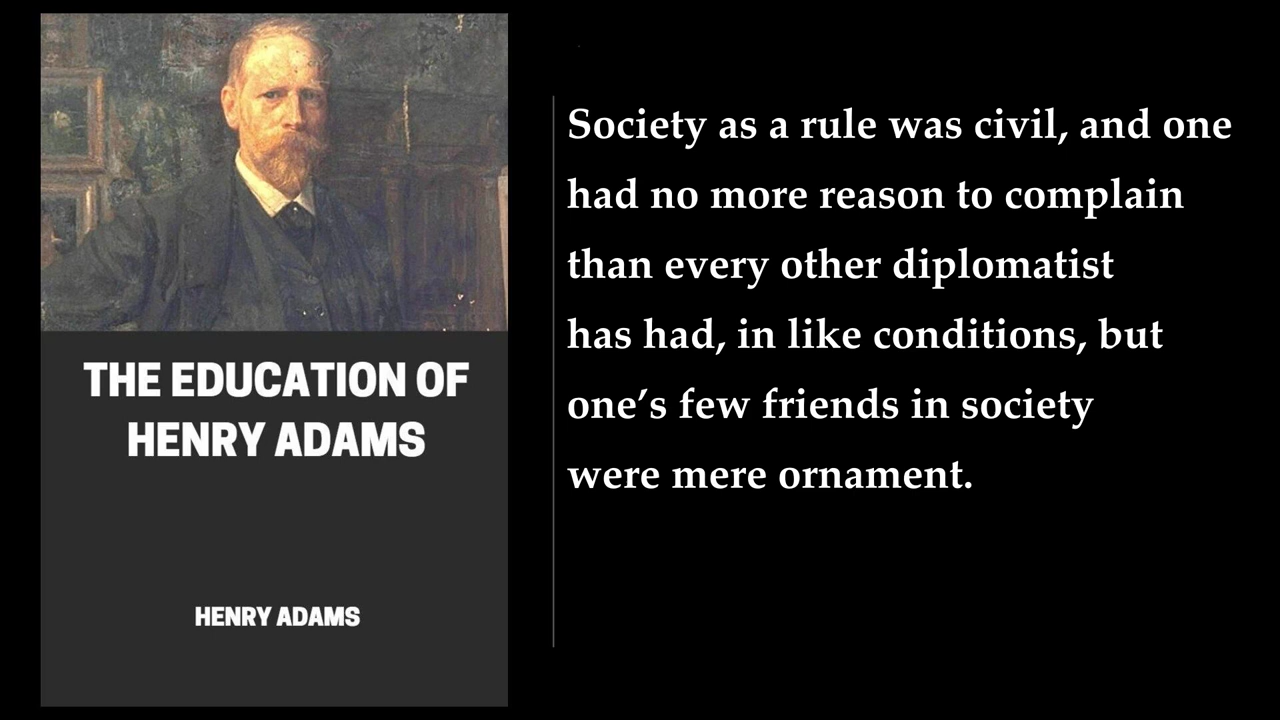 THE EDUCATION OF
HENRY ADAMS
HENRY ADAMS
Society as a rule was civil, and one
had no more reason to complain
than every other diplomatist
has had, in like conditions, but
one’s few friends in society
were mere ornament.